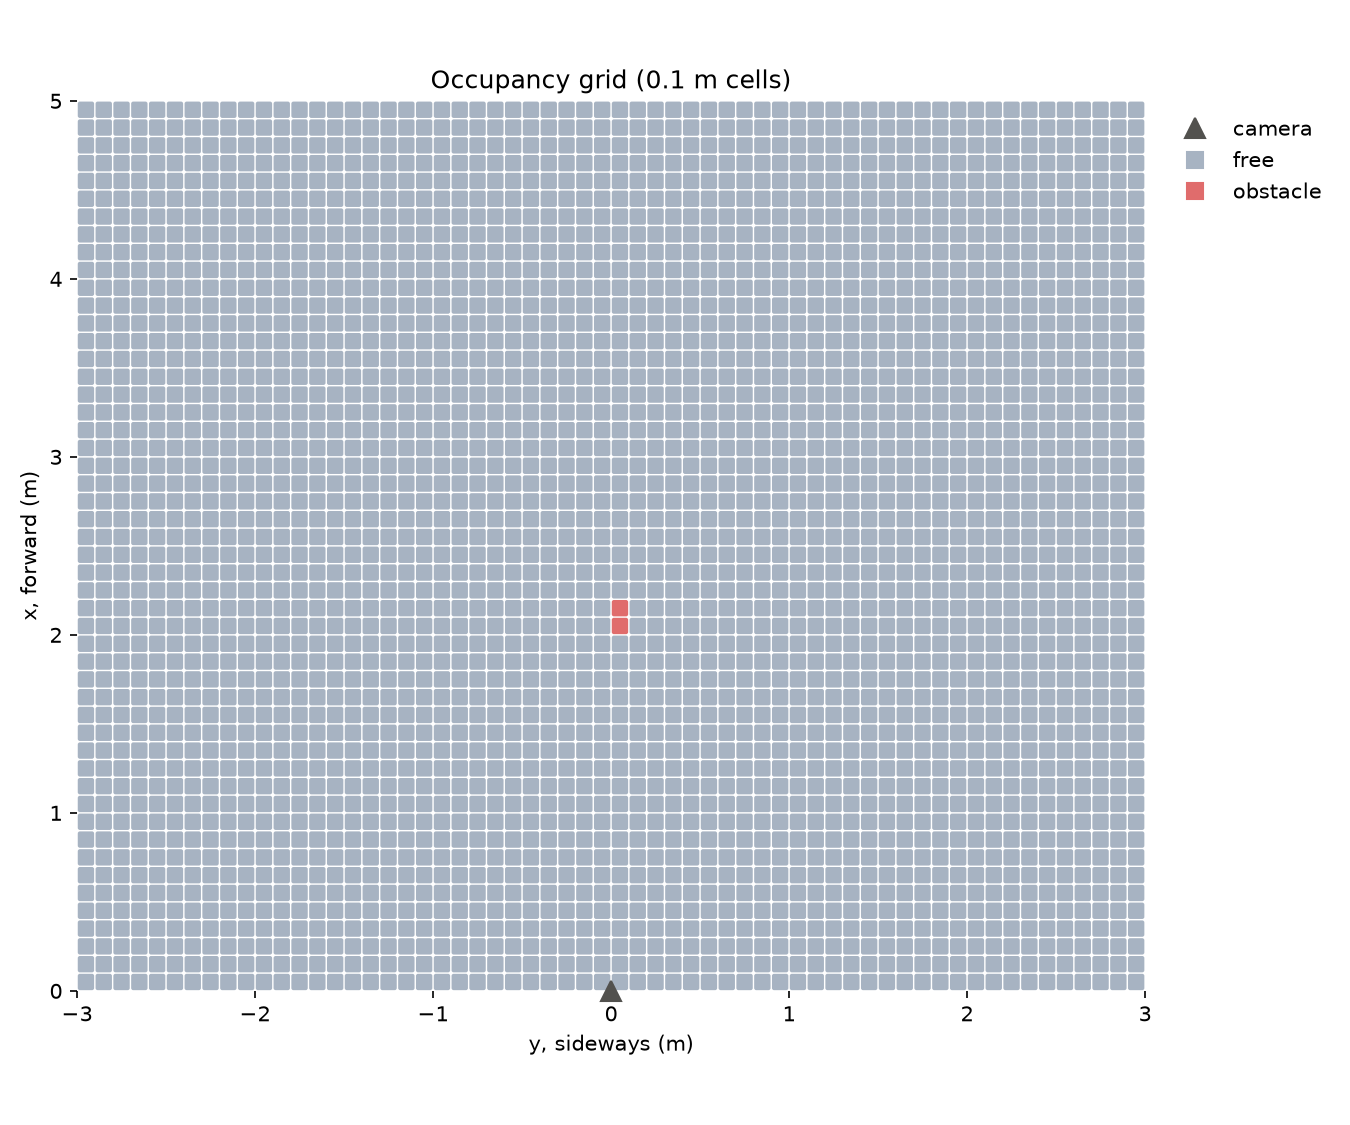 Occupancy grid (0.1 m cells)
camera
free
obstacle
5
4
3
2
1
0
x, forward (m)
−3 −2 −1 0 1 2 3
y, sideways (m)